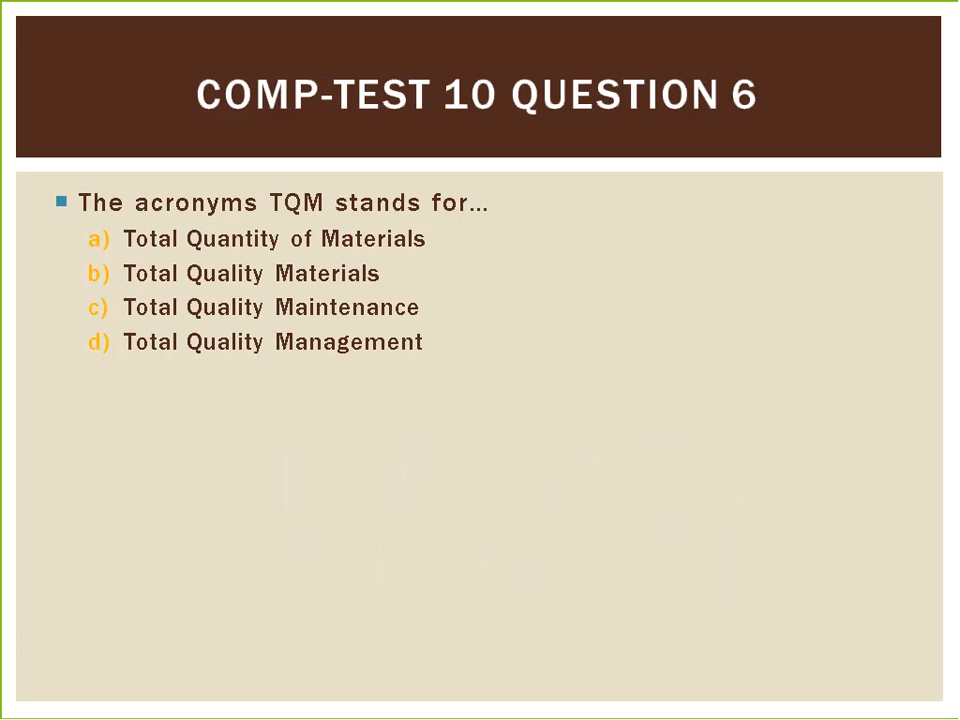 COMP-TEST 10 QUESTION 6
The acronyms TQM stands for…
a) Total Quantity of Materials
b) Total Quality Materials
c) Total Quality Maintenance
d) Total Quality Management